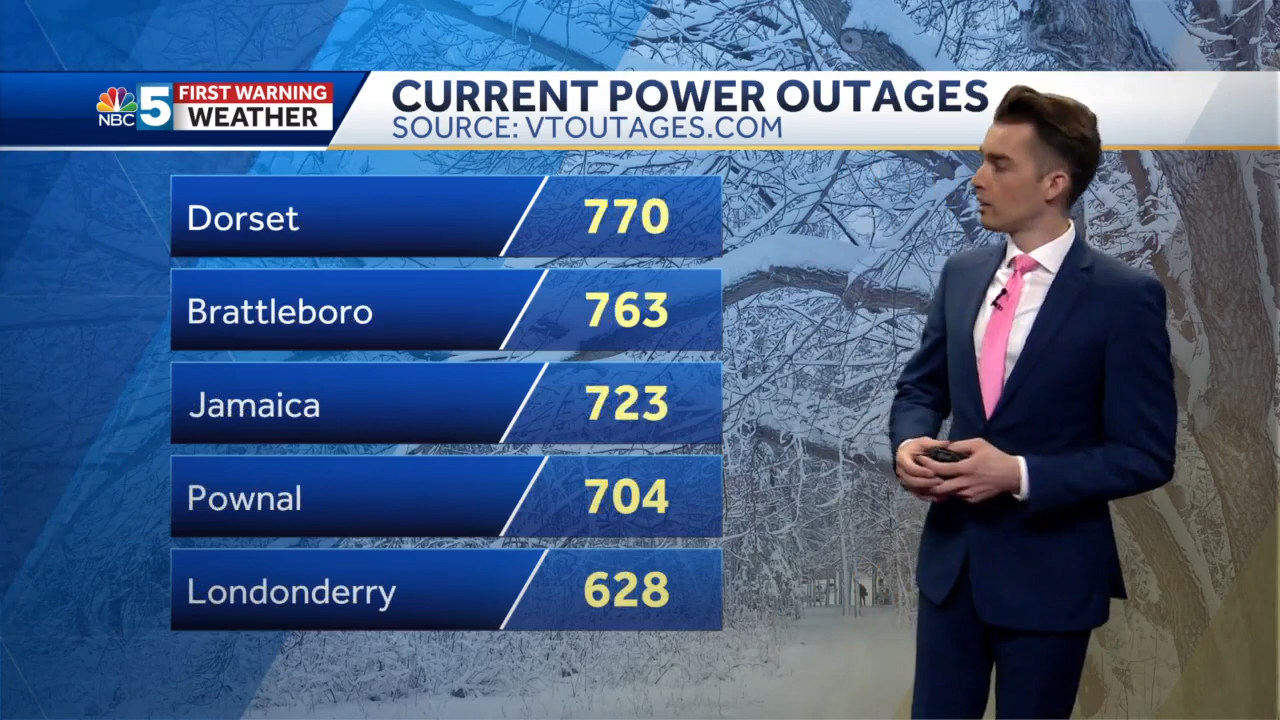 NBC 5 FIRST WARNING
WEATHER
CURRENT POWER OUTAGES
SOURCE: VTOUTAGES.COM
Dorset 770
Brattleboro 763
Jamaica 723
Pownal 704
Londonderry 628